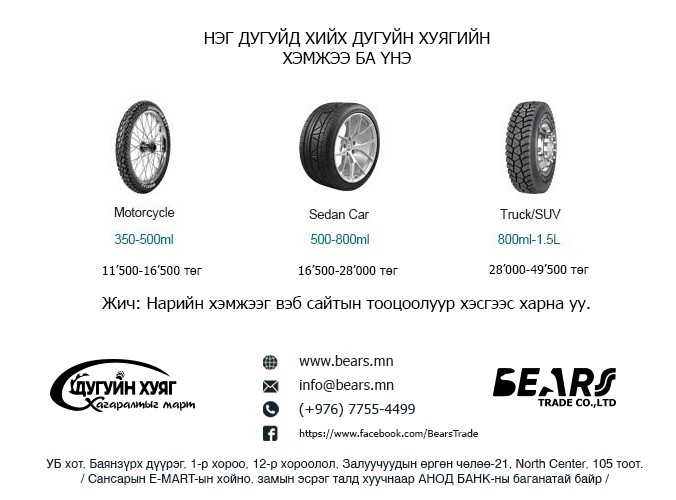 НЭГ ДУГУЙД ХИЙХ ДУГУЙН ХУЯГИЙН
ХЭМЖЭЭ БА ҮНЭ
Motorcycle
350-500ml
11’500-16’500 төг
Sedan Car
500-800ml
16’500-28’000 төг
Truck/SUV
800ml-1.5L
28’000-49’500 төг
Жич: Нарийн хэмжээг вэб сайтын тооцоолуур хэсгээс харна уу.
ДУГУЙН ХУЯГ
Хагаралтыг март
www.bears.mn
info@bears.mn
(+976) 7755-4499
https://www.facebook.com/BearsTrade
BEARS
TRADE CO.,LTD
УБ хот, Баянзүрх дүүрэг, 1-р хороо, 12-р хороолол, Залуучуудын өргөн чөлөө-21, North Center, 105 тоот.
/ Сансарын E-MART-ын хойно, замын эсрэг талд хуучнаар АНОД БАНК-ны баганатай байр /